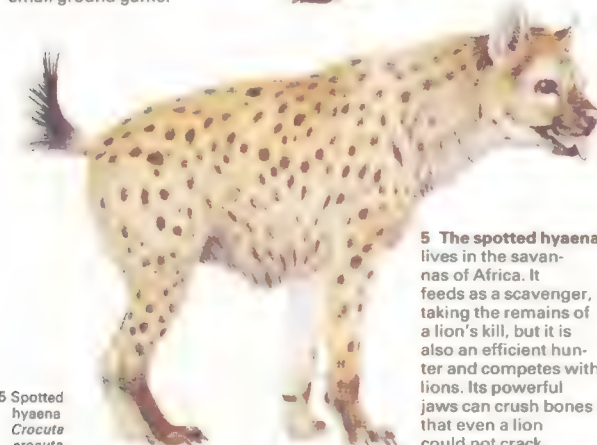 small ground game.
5 The spotted hyaena
lives in the savan-
nas of Africa. It
feeds as a scavenger,
taking the remains of
a lion's kill, but it is
also an efficient hun-
ter and competes with
lions. Its powerful
jaws can crush bones
that even a lion
could not crack
5 Spotted
hyaena
Crocuta
crocuta